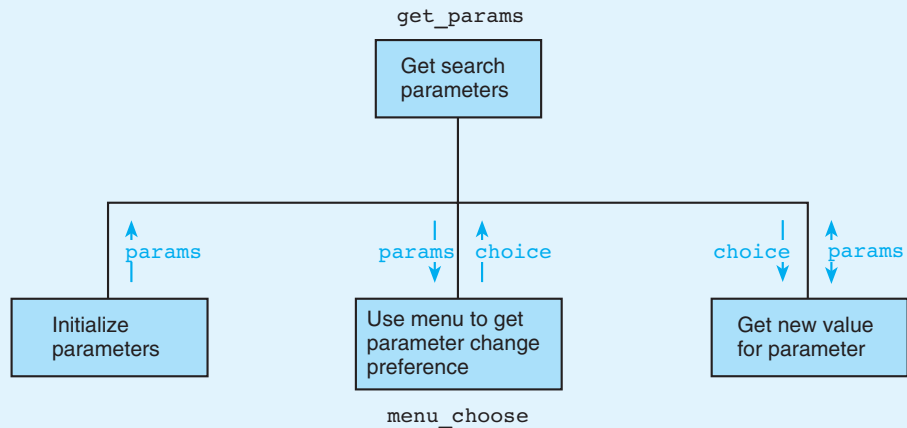 get_params
Get search
parameters
params
params
choice
choice
params
Initialize
parameters
Use menu to get
parameter change
preference
Get new value
for parameter
menu_choose